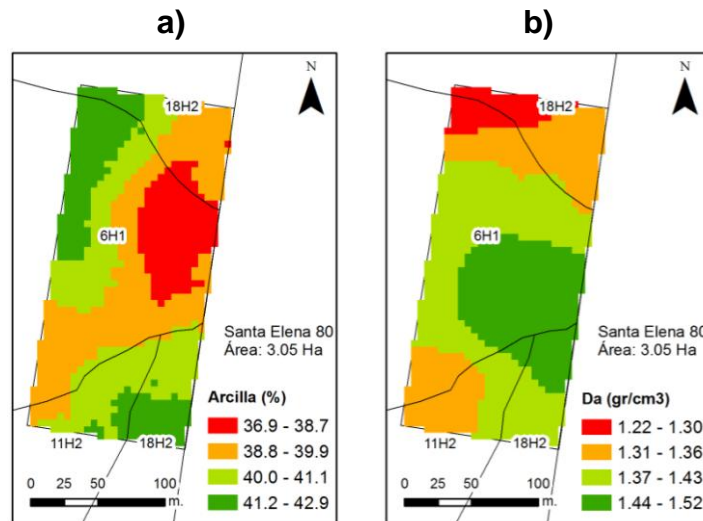 a)
N
18H2
6H1
Santa Elena 80
Área: 3.05 Ha
Arcilla (%)
36.9 - 38.7
38.8 - 39.9
40.0 - 41.1
41.2 - 42.9
11H2
18H2
0 50 100
m.
b)
N
18H2
6H1
Santa Elena 80
Área: 3.05 Ha
Da (gr/cm3)
1.22 - 1.30
1.31 - 1.36
1.37 - 1.43
1.44 - 1.52
11H2
18H2
0 50 100
m.